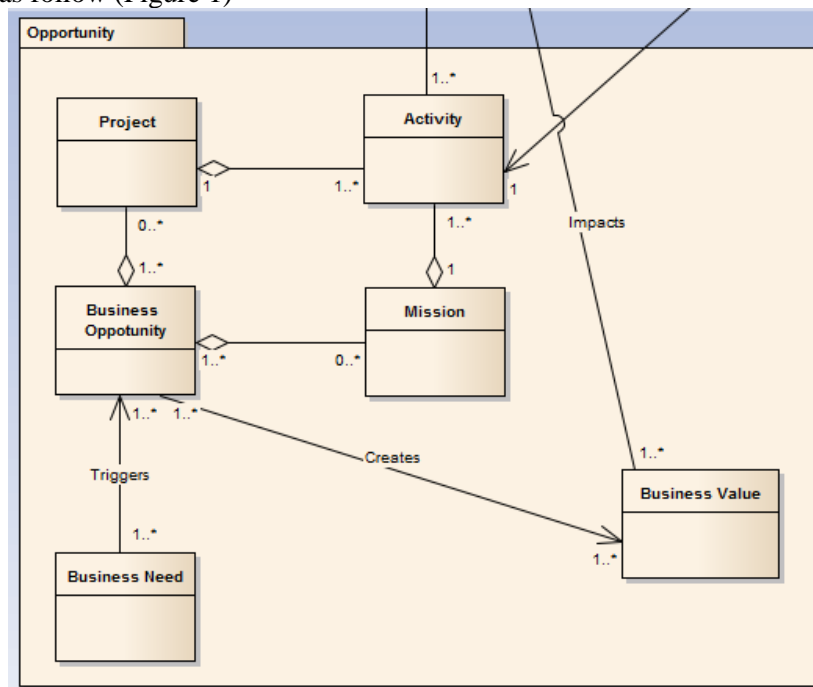 as follow (Figure 1)
Opportunity
1..*
Project
Activity
1
1..*
1
0..*
1..*
Impacts
1..*
1
Business
Oppotunity
Mission
1..*
0..*
1..*
1..*
1..*
Creates
Triggers
Business Value
1..*
1..*
Business Need